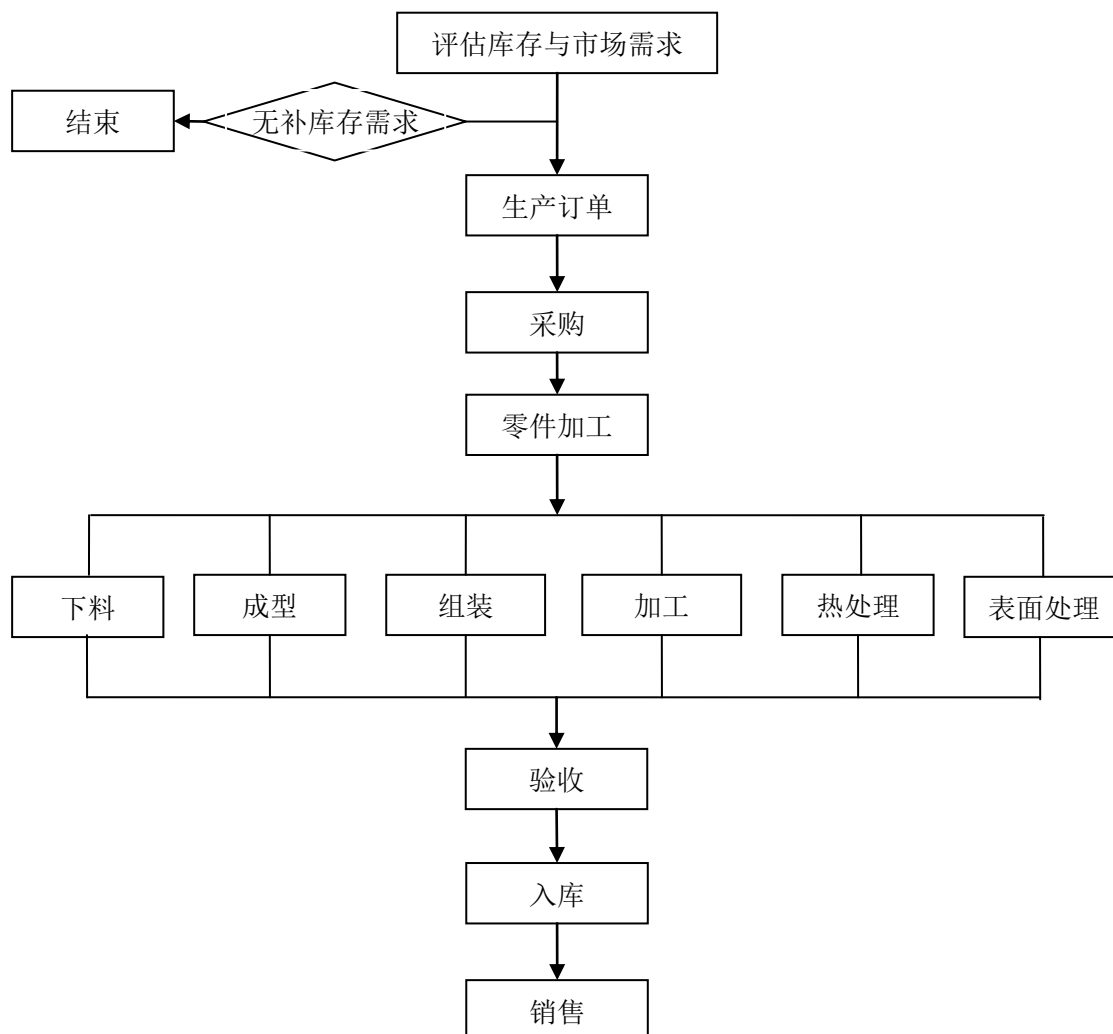 评估库存与市场需求
结束
无补库存需求
生产订单
采购
零件加工
下料
成型
组装
加工
热处理
表面处理
验收
入库
销售